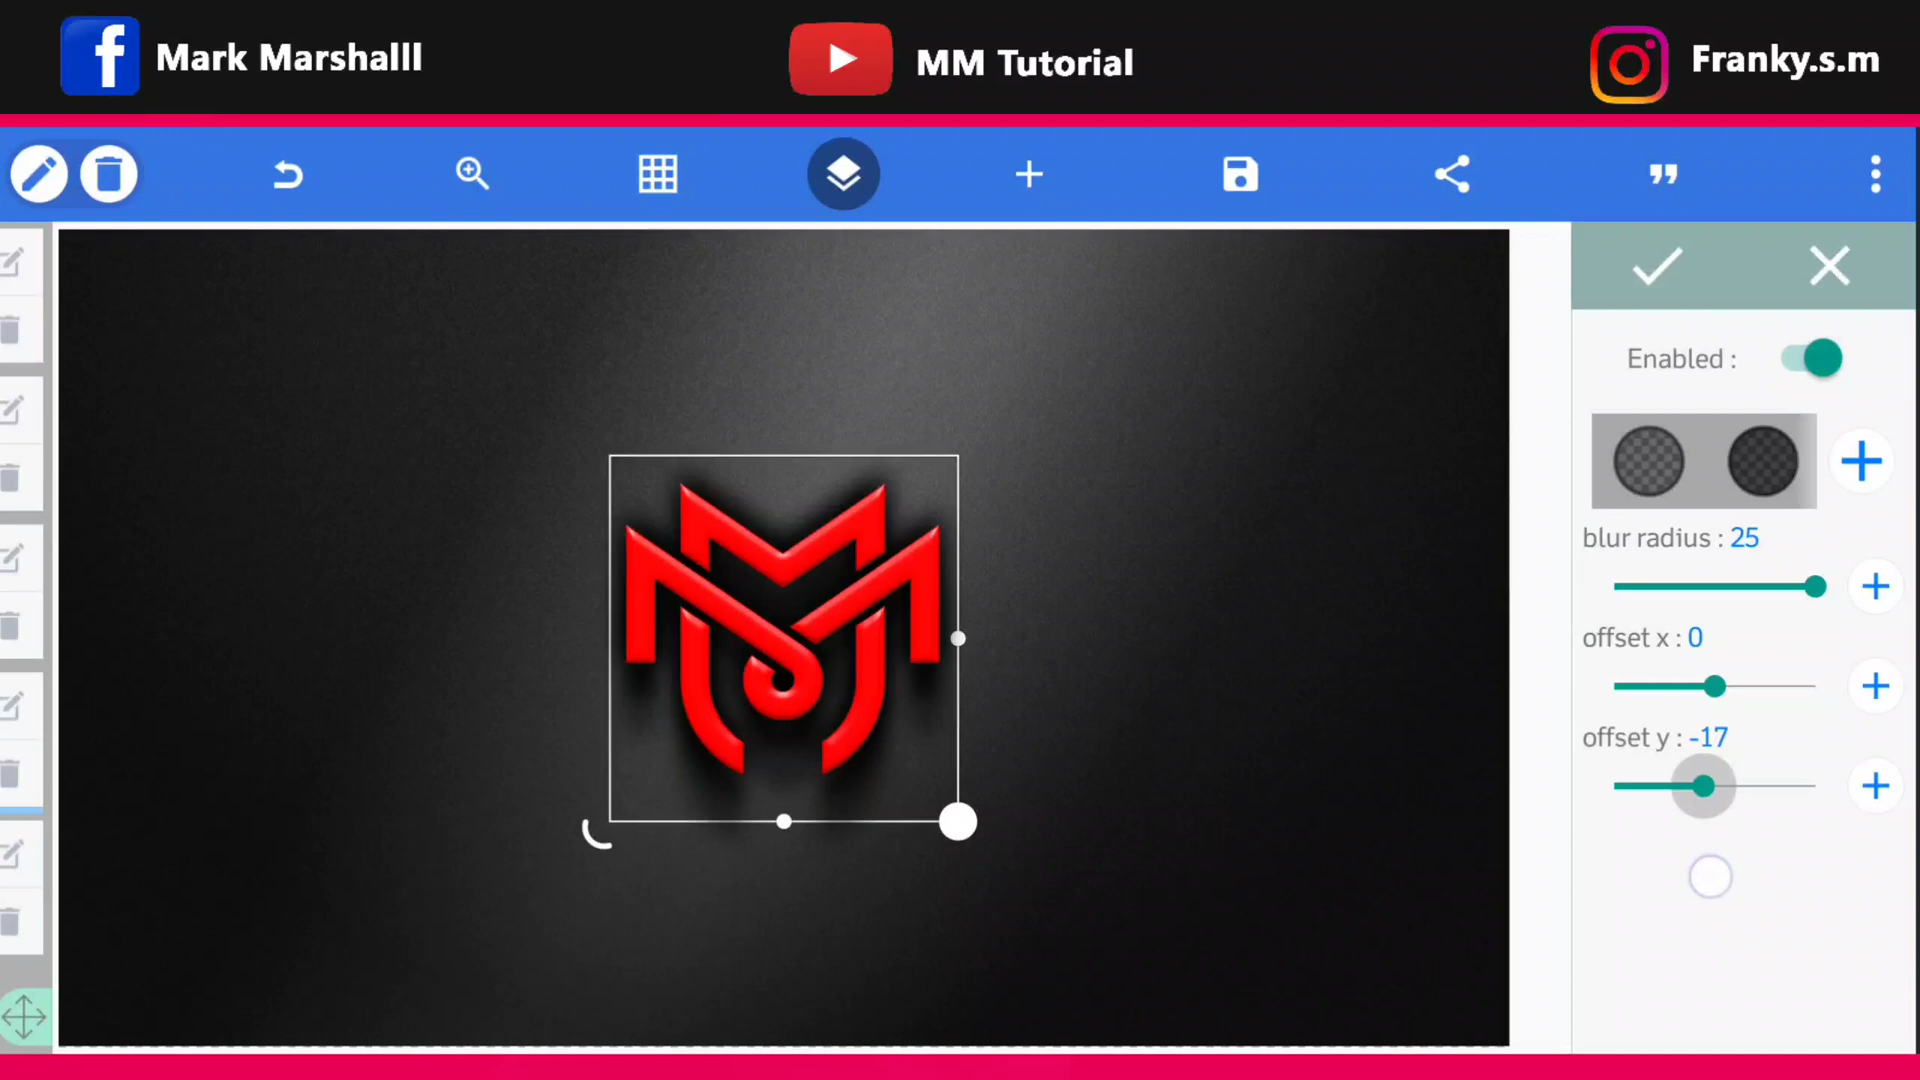 Mark Marshalll
MM Tutorial
Franky.s.m
Enabled :
blur radius : 25
offset x : 0
offset y : -17